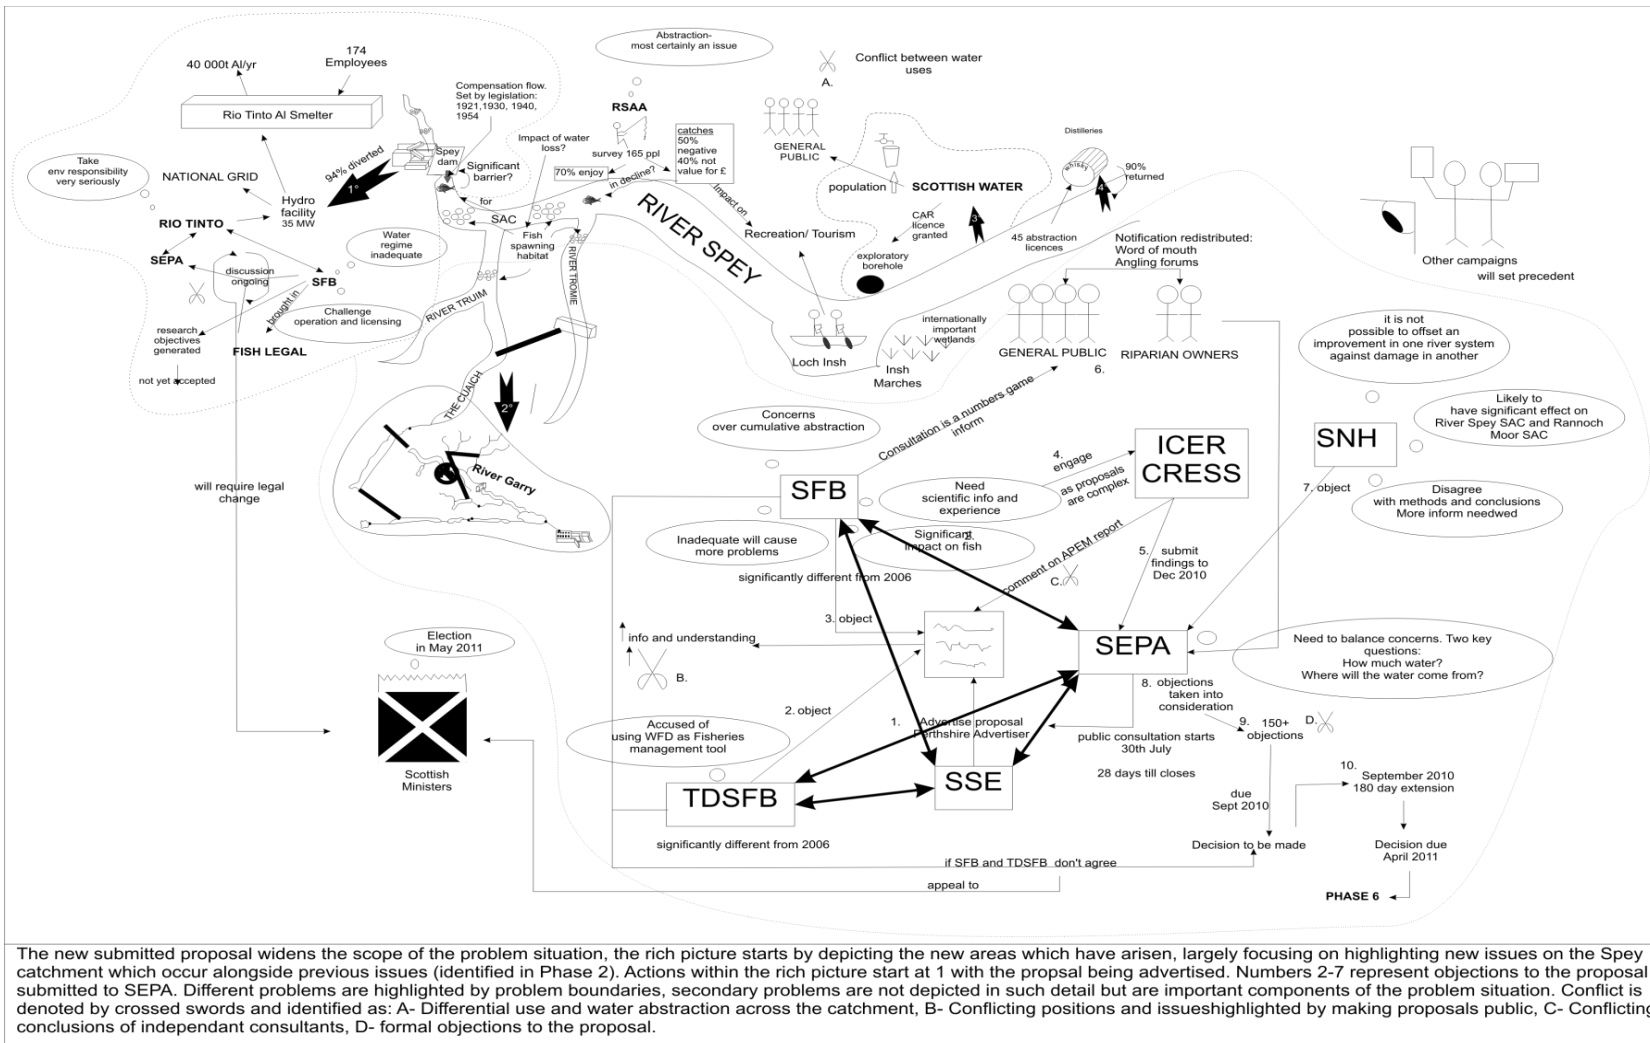 Abstraction-
most certainly an issue
174
Employees
40 000t Al/yr
Rio Tinto Al Smelter
Compensation flow.
Set by legislation:
1921,1930, 1940,
1954
RSAA
survey 165 ppl
70% enjoy
in decline?
catches
50%
negative
40% not
value for £
Impact on
Impact of water
loss?
A.
Conflict between water
uses
GENERAL
PUBLIC
population
SCOTTISH WATER
CAR
licence
granted
exploratory
borehole
3°
Distilleries
whisky
4°
90%
returned
45 abstraction
licences
Notification redistributed:
Word of mouth
Angling forums
Other campaigns
will set precedent
Take
env responsibility
very seriously
NATIONAL GRID
94% diverted
1°
Hydro
facility
35 MW
RIO TINTO
SEPA
discussion
ongoing
SFB
brought in
research
objectives
generated
not yet accepted
FISH LEGAL
Water
regime
inadequate
Challenge
operation and licensing
Spey
dam
Significant
barrier?
for
SAC
Fish
spawning
habitat
RIVER SPEY
Recreation/ Tourism
RIVER TRUIM
RIVER TROMIE
THE CUAICH
2°
River Garry
Loch Insh
internationally
important
wetlands
Insh
Marches
GENERAL PUBLIC
RIPARIAN OWNERS
6.
it is not
possible to offset an
improvement in one river system
against damage in another
Likely to
have significant effect on
River Spey SAC and Rannoch
Moor SAC
SNH
7. object
Disagree
with methods and conclusions
More inform needwed
Concerns
over cumulative abstraction
Consultation is a numbers game
inform
SFB
Need
scientific info and
experience
4.
engage
as proposals
are complex
ICER
CRESS
Inadequate will cause
more problems
Significant
impact on fish
2.
significantly different from 2006
comment on APEM report
C.
5. submit
findings to
Dec 2010
will require legal
change
3. object
info and understanding
B.
SEPA
Need to balance concerns. Two key
questions:
How much water?
Where will the water come from?
Election
in May 2011
Scottish
Ministers
2. object
Accused of
using WFD as Fisheries
management tool
1. Advertise proposal
Perthshire Advertiser
8. objections
taken into
consideration
public consultation starts
30th July
28 days till closes
9. 150+
objections
D.
TDSFB
SSE
due
Sept 2010
10.
September 2010
180 day extension
significantly different from 2006
Decision to be made
Decision due
April 2011
if SFB and TDSFB don't agree
appeal to
PHASE 6
The new submitted proposal widens the scope of the problem situation, the rich picture starts by depicting the new areas which have arisen, largely focusing on highlighting new issues on the Spey
catchment which occur alongside previous issues (identified in Phase 2). Actions within the rich picture start at 1 with the propsal being advertised. Numbers 2-7 represent objections to the proposal
submitted to SEPA. Different problems are highlighted by problem boundaries, secondary problems are not depicted in such detail but are important components of the problem situation. Conflict is
denoted by crossed swords and identified as: A- Differential use and water abstraction across the catchment, B- Conflicting positions and issueshighlighted by making proposals public, C- Conflicting
conclusions of independant consultants, D- formal objections to the proposal.